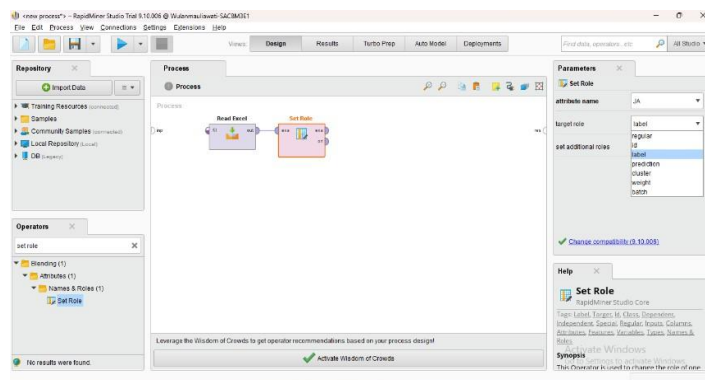 <new process*> – RapidMiner Studio Trial 9.10.006 @ Wulanmauliawati-SACBM3E1
File Edit Process View Connections Settings Extensions Help
Views: Design Results Turbo Prep Auto Model Deployments
Find data, operators...etc
All Studio
Repository
Import Data
Training Resources (connected)
Samples
Community Samples (connected)
Local Repository (Local)
DB (Legacy)
Operators
set role
Blending (1)
Attributes (1)
Names & Roles (1)
Set Role
No results were found.
Process
Process
Process
inp
Read Excel
fil
out
Set Role
exa
exa
ori
res
Leverage the Wisdom of Crowds to get operator recommendations based on your process design!
Activate Wisdom of Crowds
Parameters
Set Role
attribute name JA
target role label
regular
id
set additional roles
label
prediction
cluster
weight
batch
Change compatibility (9.10.006)
Help
Set Role
RapidMiner Studio Core
Tags: Label, Target, Id, Class, Dependent,
Independent, Special, Regular, Inputs, Columns,
Attributes, Features, Variables, Types, Names &
Roles
Activate Windows
Synopsis
Go to Settings to activate Windows.
This Operator is used to change the role of one